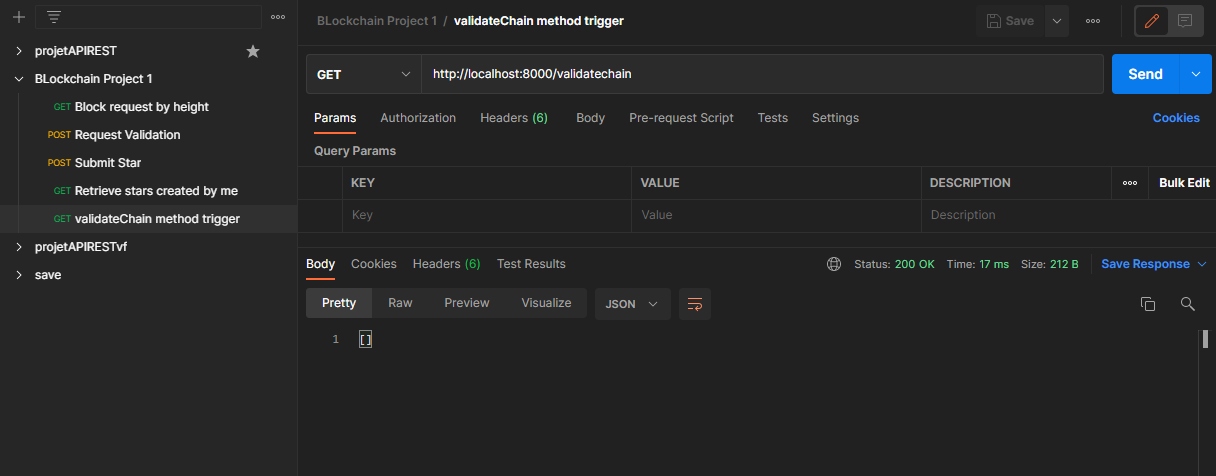 projetAPIREST
BLockchain Project 1
GET Block request by height
POST Request Validation
POST Submit Star
GET Retrieve stars created by me
GET validateChain method trigger
projetAPIRESTvf
save
BLockchain Project 1 / validateChain method trigger
Save
GET http://localhost:8000/validatechain Send
Params Authorization Headers (6) Body Pre-request Script Tests Settings Cookies
Query Params
KEY VALUE DESCRIPTION Bulk Edit
Key Value Description
Body Cookies Headers (6) Test Results Status: 200 OK Time: 17 ms Size: 212 B Save Response
Pretty Raw Preview Visualize JSON
1 []